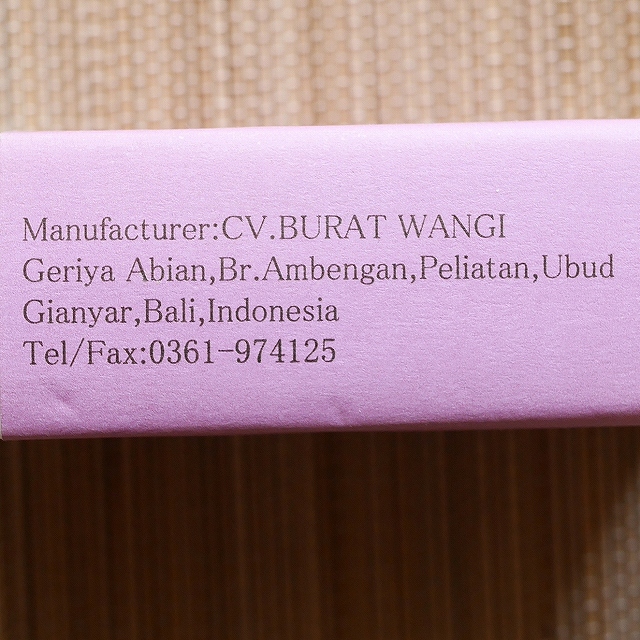 Manufacturer:CV.BURAT WANGI
Geriya Abian,Br.Ambengan,Peliatan,Ubud
Gianyar,Bali,Indonesia
Tel/Fax:0361-974125